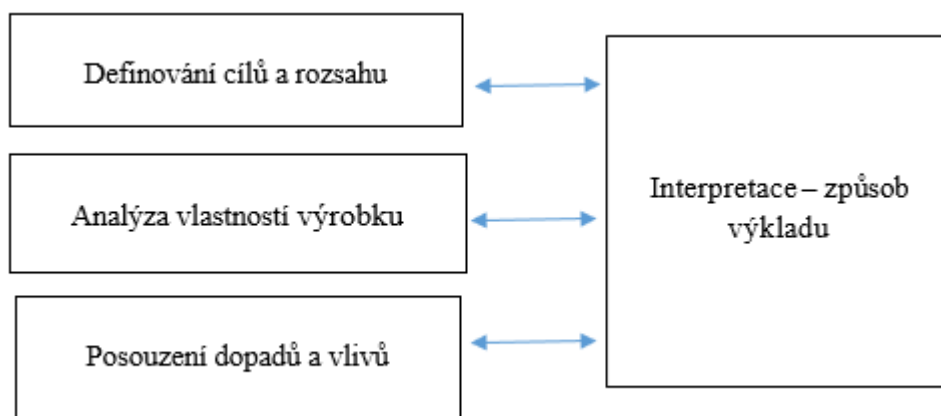 Definování cílů a rozsahu
Analýza vlastností výrobku
Posouzení dopadů a vlivů
Interpretace – způsob
výkladu